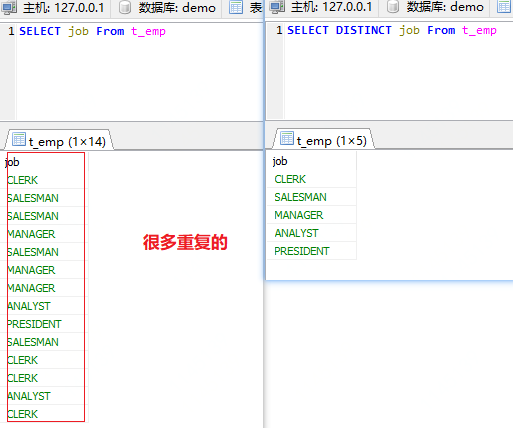 主机: 127.0.0.1 数据库: demo 表
1 SELECT job From t_emp
t_emp (1×14)
job
CLERK
SALESMAN
SALESMAN
MANAGER
SALESMAN
MANAGER
MANAGER
ANALYST
PRESIDENT
SALESMAN
CLERK
CLERK
ANALYST
CLERK
很多重复的
主机: 127.0.0.1 数据库: demo
1 SELECT DISTINCT job From t_emp
t_emp (1×5)
job
CLERK
SALESMAN
MANAGER
ANALYST
PRESIDENT